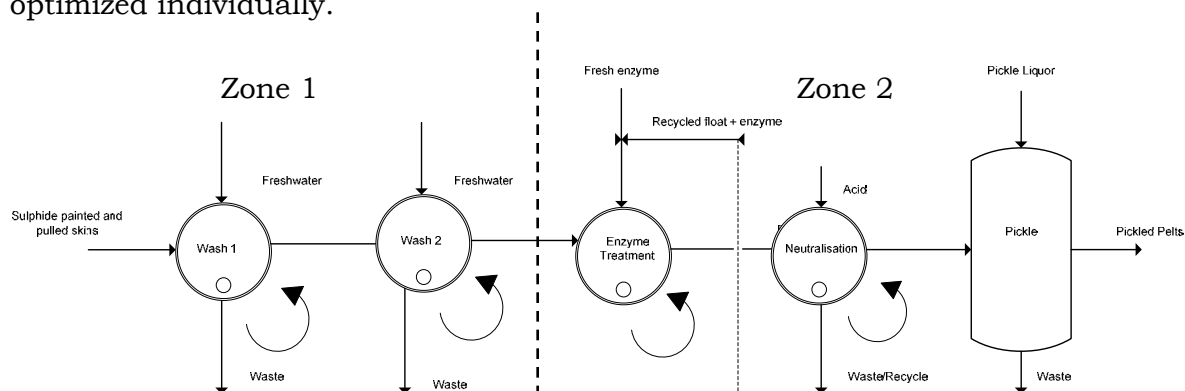 optimized individually.
Zone 1
Zone 2
Fresh enzyme
Pickle Liquor
Recycled float + enzyme
Freshwater
Freshwater
Acid
Sulphide painted and
pulled skins
Wash 1
Wash 2
Enzyme
Treatment
Neutralisation
Pickle
Pickled Pelts
Waste
Waste
Waste/Recycle
Waste